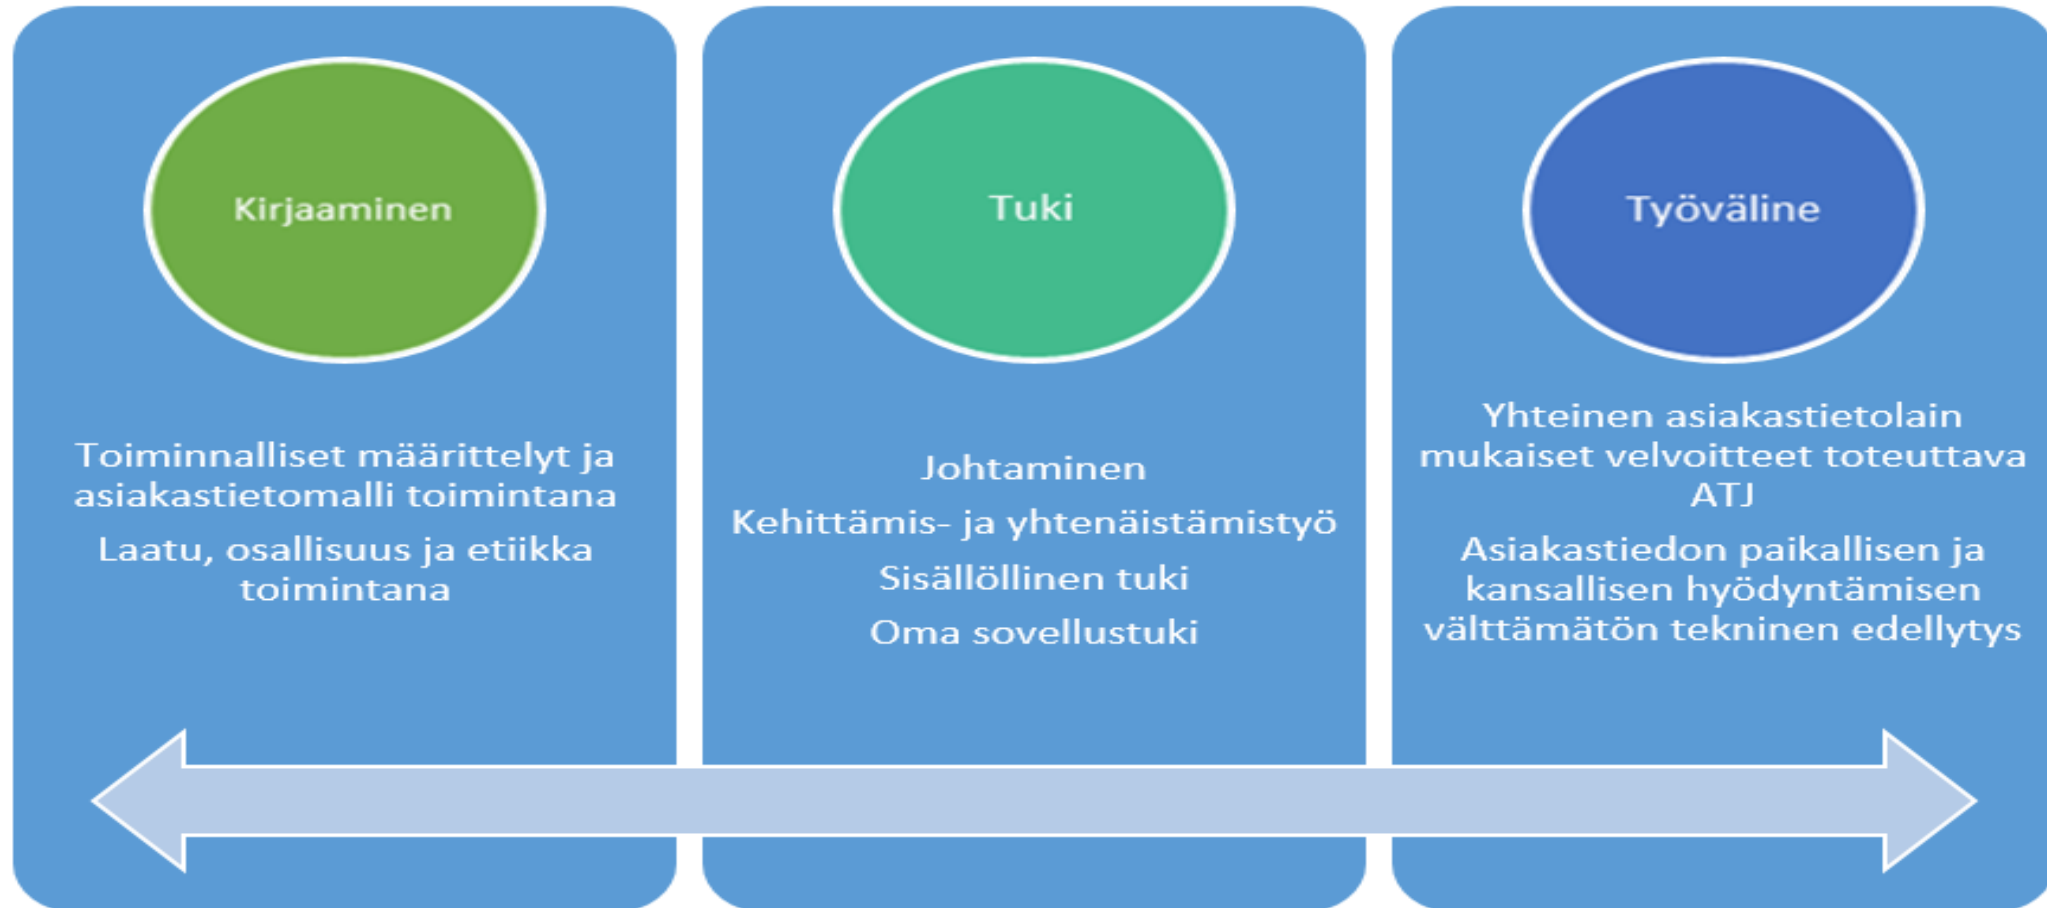 Kirjaaminen
Toiminnalliset määrittelyt ja
asiakastietomalli toimintana
Laatu, osallisuus ja etiikka
toimintana
Tuki
Johtaminen
Kehittämis- ja yhtenäistämistyö
Sisällöllinen tuki
Oma sovellustuki
Työväline
Yhteinen asiakastietolain
mukaiset velvoitteet toteuttava
ATJ
Asiakastiedon paikallisen ja
kansallisen hyödyntämisen
välttämätön tekninen edellytys